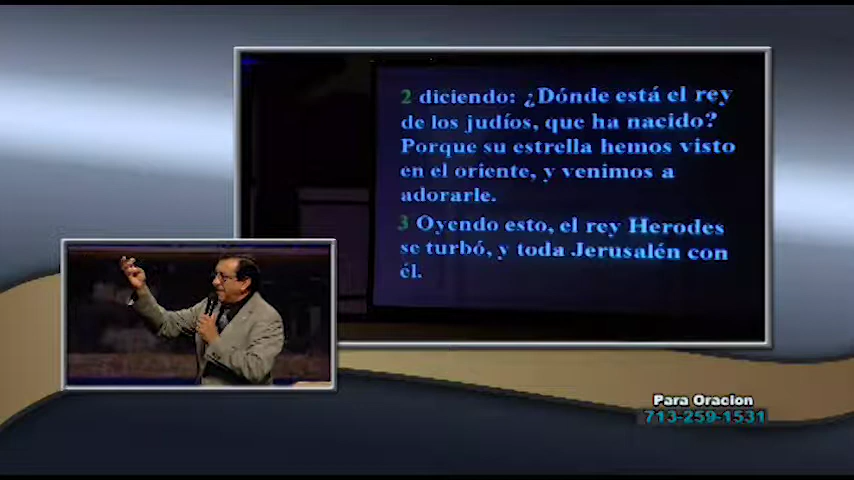 2 diciendo: ¿Dónde está el rey
de los judíos, que ha nacido?
Porque su estrella hemos visto
en el oriente, y venimos a
adorarle.
3 Oyendo esto, el rey Herodes
se turbó, y toda Jerusalén con
él.
Para Oracion
713-259-1531